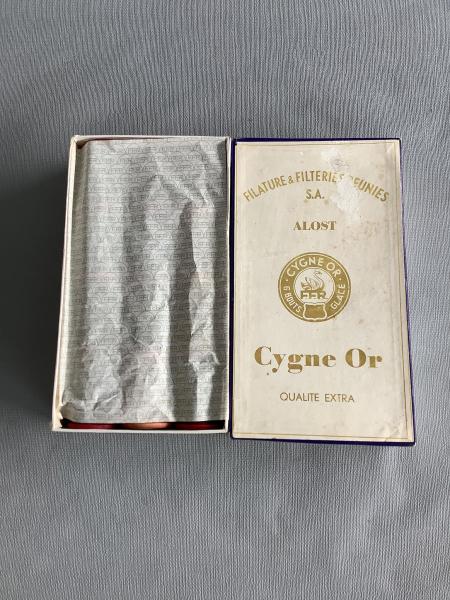 FILATURE & FILTERIES REUNIES
S.A.
ALOST
CYGNE OR
6 BOUTS
GLACE
Cygne Or
QUALITE EXTRA